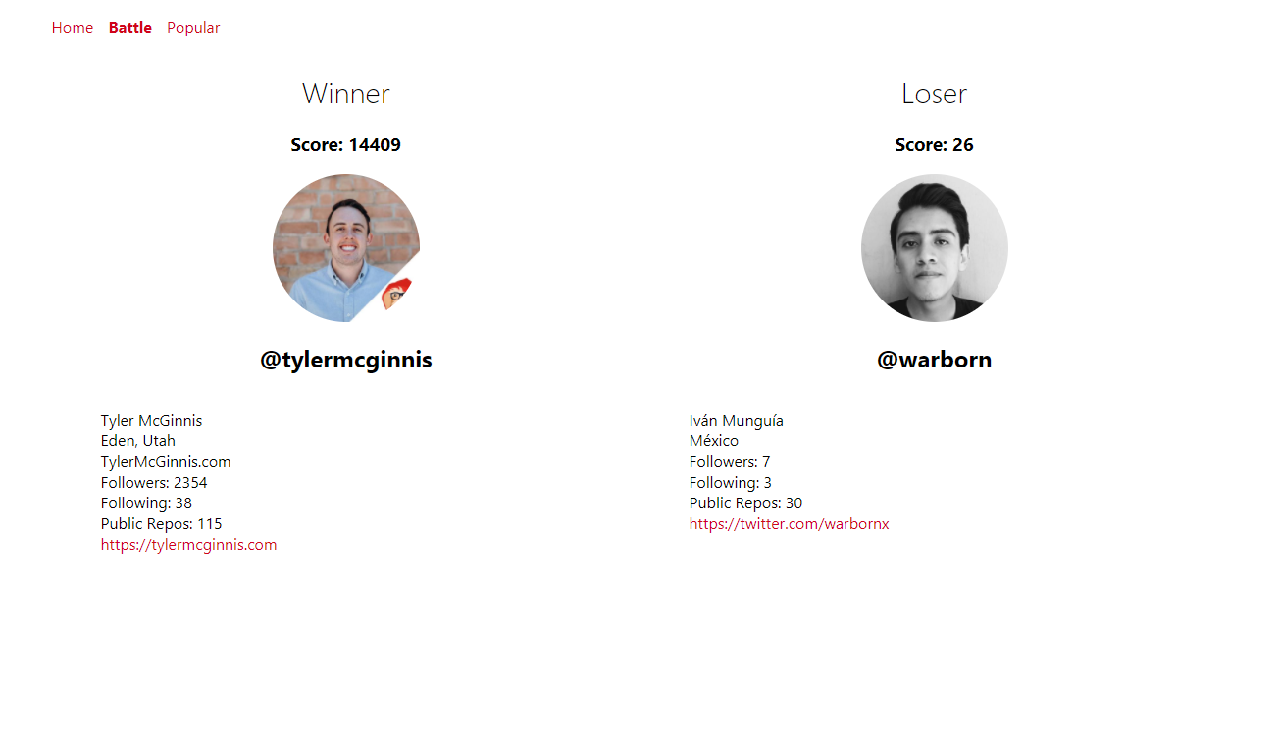 Home Battle Popular
Winner
Score: 14409
@tylermcginnis
Tyler McGinnis
Eden, Utah
TylerMcGinnis.com
Followers: 2354
Following: 38
Public Repos: 115
https://tylermcginnis.com
Loser
Score: 26
@warborn
Iván Munguía
México
Followers: 7
Following: 3
Public Repos: 30
https://twitter.com/warbornx